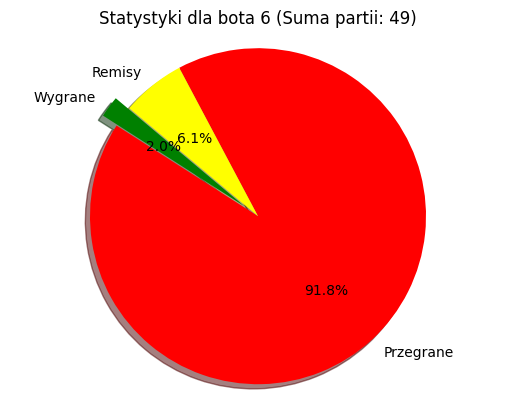 Statystyki dla bota 6 (Suma partii: 49)
Remisy
Wygrane
6.1%
2.0%
91.8%
Przegrane